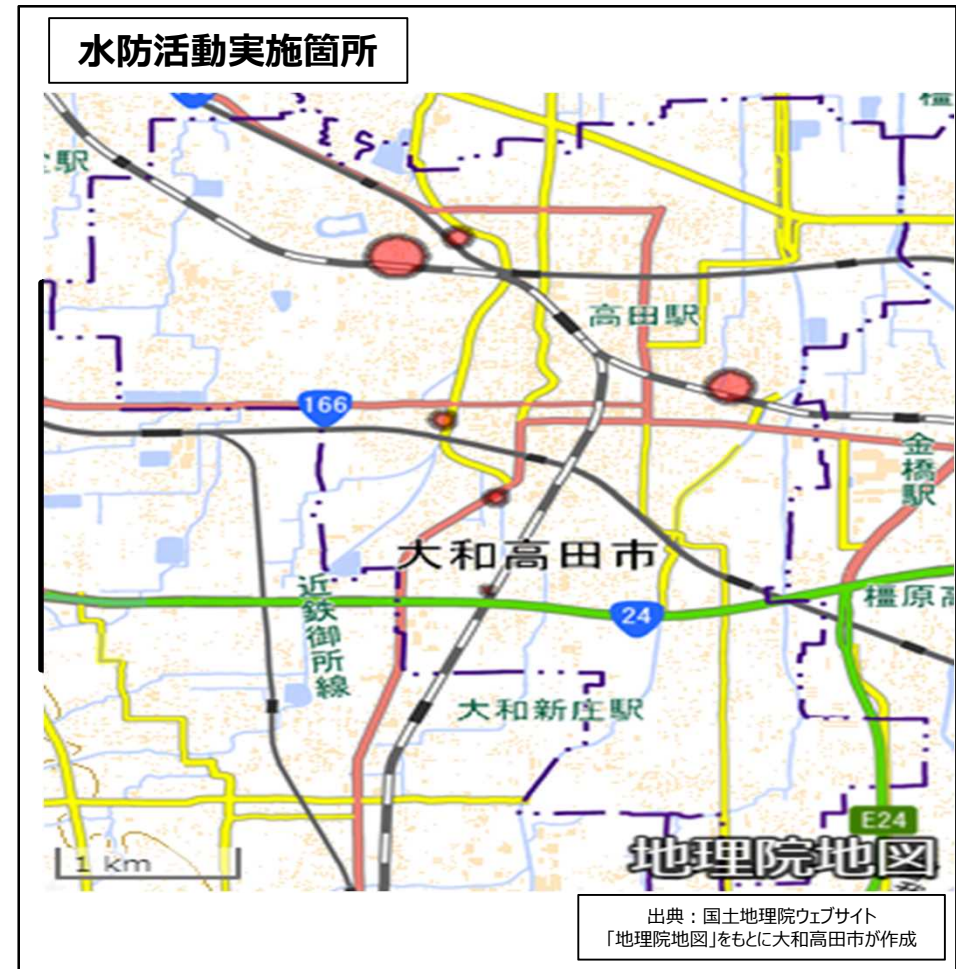 水防活動実施箇所
駅
橿
高田駅
166
金橋駅
大和高田市
近鉄御所線
24
橿原高
大和新庄駅
E24
1 km
地理院地図
出典：国土地理院ウェブサイト
「地理院地図」をもとに大和高田市が作成